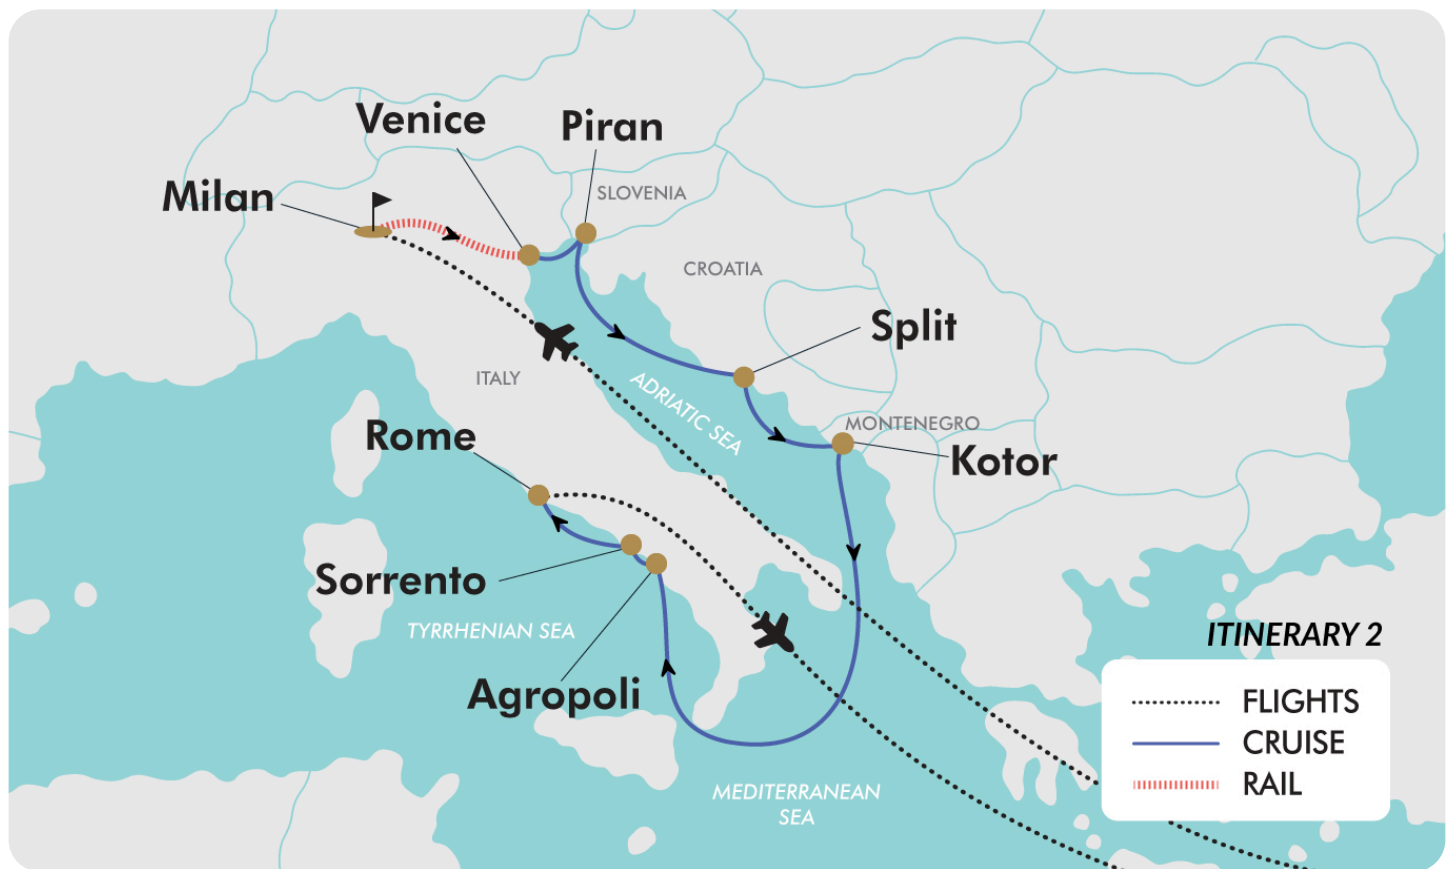 Venice
Piran
Milan
SLOVENIA
CROATIA
Split
ITALY
ADRIATIC SEA
MONTENEGRO
Rome
Kotor
Sorrento
TYRRHENIAN SEA
Agropoli
MEDITERRANEAN
SEA
ITINERARY 2
FLIGHTS
CRUISE
RAIL